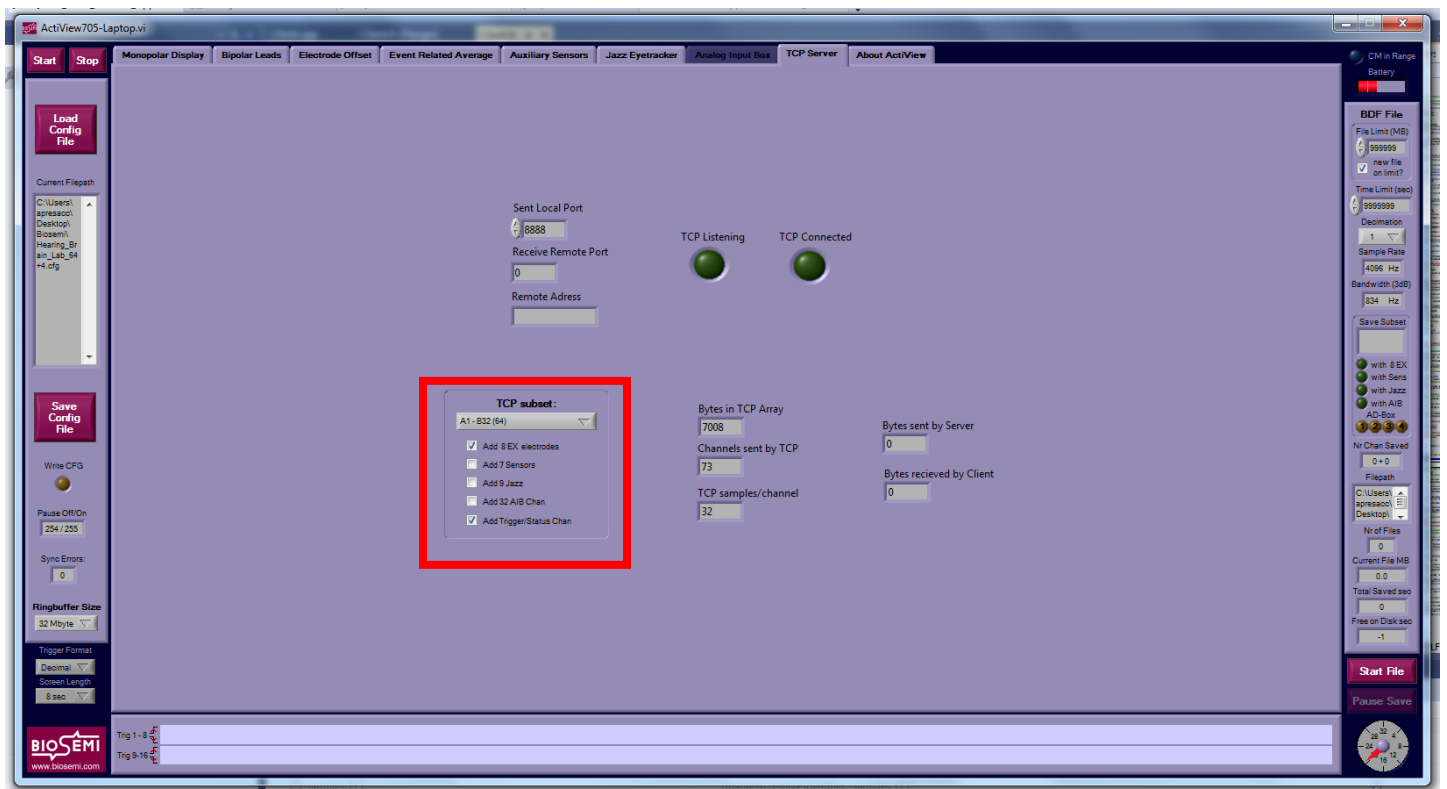 ActiView705-Laptop.vi
Start Stop
Monopolar Display Bipolar Leads Electrode Offset Event Related Average Auxiliary Sensors Jazz Eyetracker Analog Input Box TCP Server About ActiView
CM in Range
Battery
Load
Config
File
Current Filepath
C:\Users\
apresacc\
Desktop\
Biosemi\
Hearing_Br
ain_Lab_64
+4.cfg
Save
Config
File
Write CFG
Pause Off/On
254 / 255
Sync Errors:
0
Ringbuffer Size
32 Mbyte
Trigger Format
Decimal
Screen Length
8 sec
BIOSEMI
www.biosemi.com
Sent Local Port
8888
Receive Remote Port
0
Remote Adress
TCP Listening TCP Connected
TCP subset:
A1 - B32 (64)
Add 8 EX electrodes
Add 7 Sensors
Add 9 Jazz
Add 32 AIB Chan
Add Trigger/Status Chan
Bytes in TCP Array
7008
Channels sent by TCP
73
TCP samples/channel
32
Bytes sent by Server
0
Bytes recieved by Client
0
BDF File
File Limit (MB)
999999
new file
on limit?
Time Limit (sec)
9999999
Decimation
1
Sample Rate
4096 Hz
Bandwidth (3dB)
834 Hz
Save Subset
with 8 EX
with Sens
with Jazz
with AIB
AD-Box
1 2 3 4
Nr Chan Saved
0+0
Filepath
C:\Users\
apresacc\
Desktop\
Nr of Files
0
Current File MB
0.0
Total Saved sec
0
Free on Disk sec
-1
Start File
Pause Save
Trig 1 - 8
Trig 9-16
32
28 4
24 8
12
16